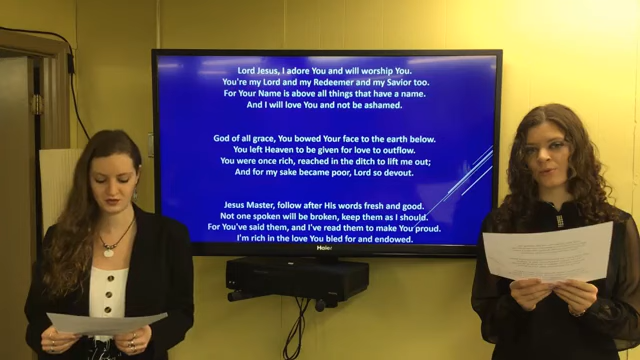 Lord Jesus, I adore You and will worship You.
You're my Lord and my Redeemer and my Savior too.
For Your Name is above all things that have a name.
And I will love You and not be ashamed.
God of all grace, You bowed Your face to the earth below.
You left Heaven to be given for love to outflow.
You were once rich, reached in the ditch to lift me out;
And for my sake became poor, Lord so devout.
Jesus Master, follow after His words fresh and good.
Not one spoken will be broken, keep them as I should.
For You've said them, and I've read them to make You proud.
I'm rich in the love You bled for and endowed.
Haier